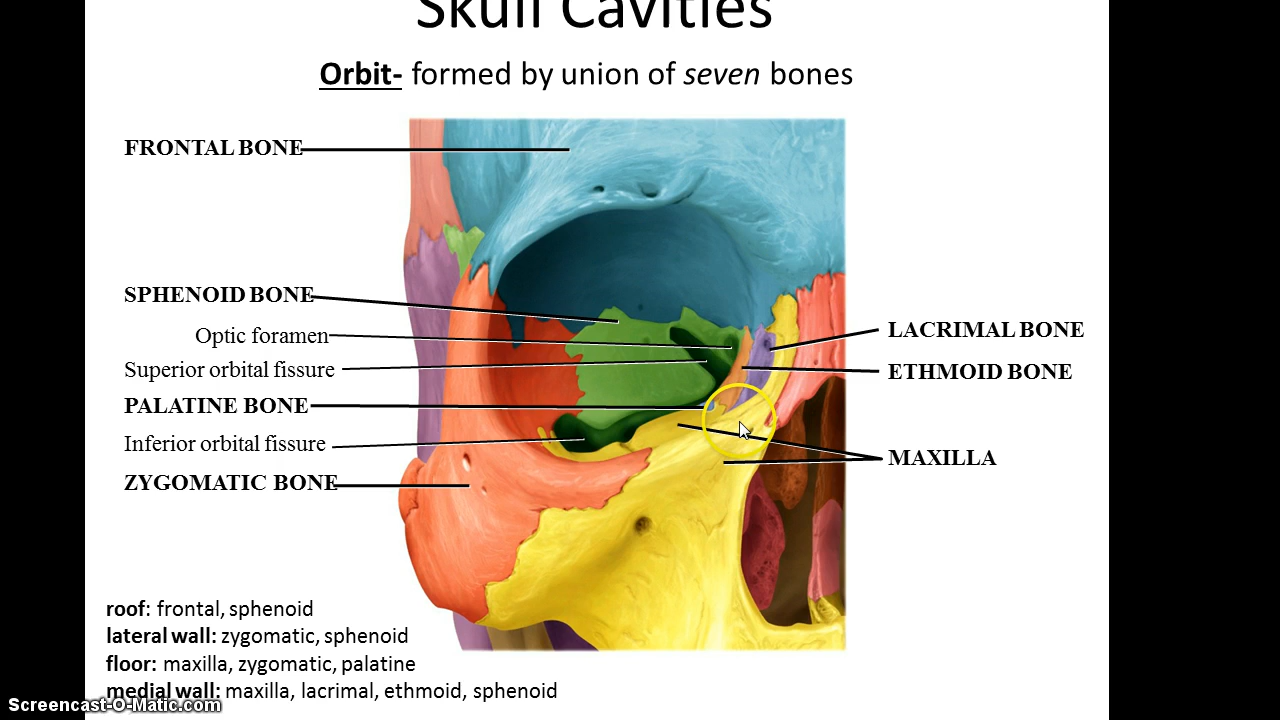 Skull Cavities
Orbit- formed by union of seven bones
FRONTAL BONE
SPHENOID BONE
Optic foramen
LACRIMAL BONE
Superior orbital fissure
ETHMOID BONE
PALATINE BONE
Inferior orbital fissure
MAXILLA
ZYGOMATIC BONE
roof: frontal, sphenoid
lateral wall: zygomatic, sphenoid
floor: maxilla, zygomatic, palatine
medial wall: maxilla, lacrimal, ethmoid, sphenoid
Screencast-O-Matic.com